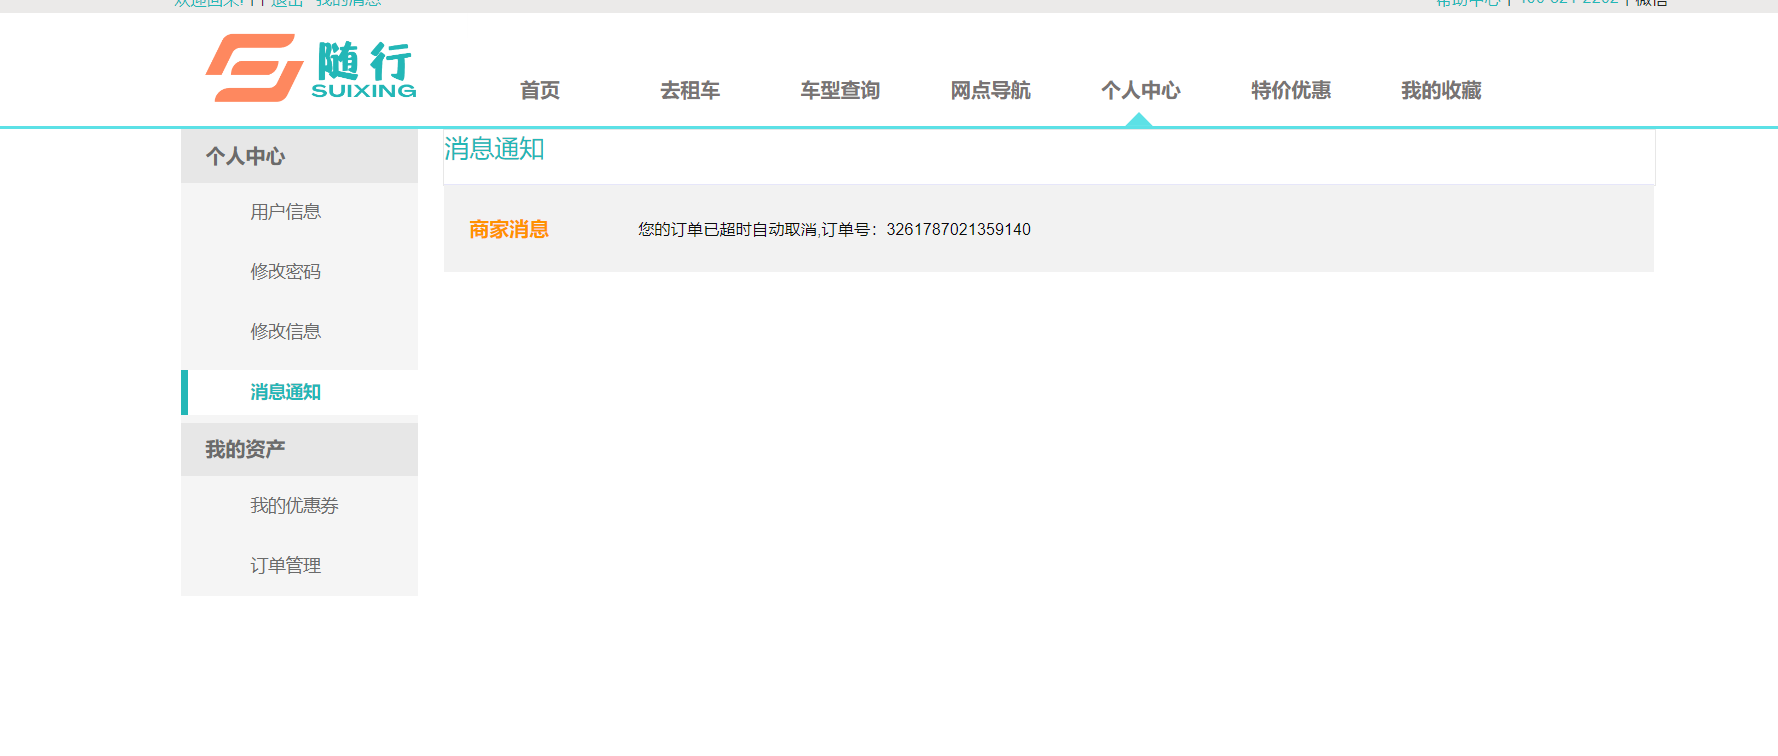 欢迎回来! 11 退出 我的消息
帮助中心 | 400-821-2202 | 微信
随行
SUIXING
首页 去租车 车型查询 网点导航 个人中心 特价优惠 我的收藏
个人中心
用户信息
修改密码
修改信息
消息通知
我的资产
我的优惠券
订单管理
消息通知
商家消息 您的订单已超时自动取消,订单号：3261787021359140